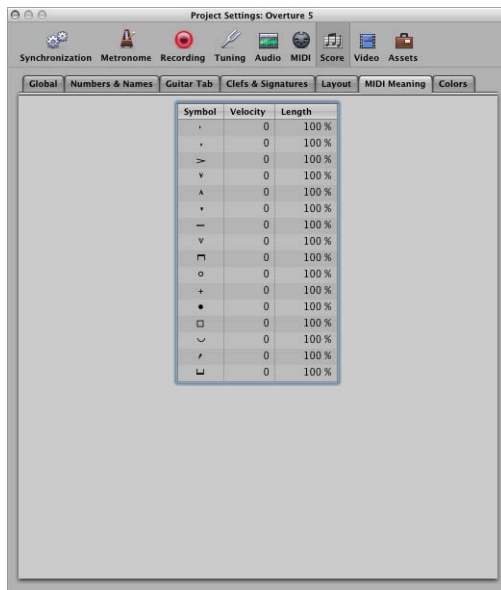 Project Settings: Overture 5
Synchronization Metronome Recording Tuning Audio MIDI Score Video Assets
Global Numbers & Names Guitar Tab Clefs & Signatures Layout MIDI Meaning Colors
Symbol Velocity Length
0 100 %
0 100 %
> 0 100 %
0 100 %
0 100 %
0 100 %
– 0 100 %
0 100 %
0 100 %
0 100 %
+ 0 100 %
0 100 %
0 100 %
0 100 %
0 100 %
0 100 %